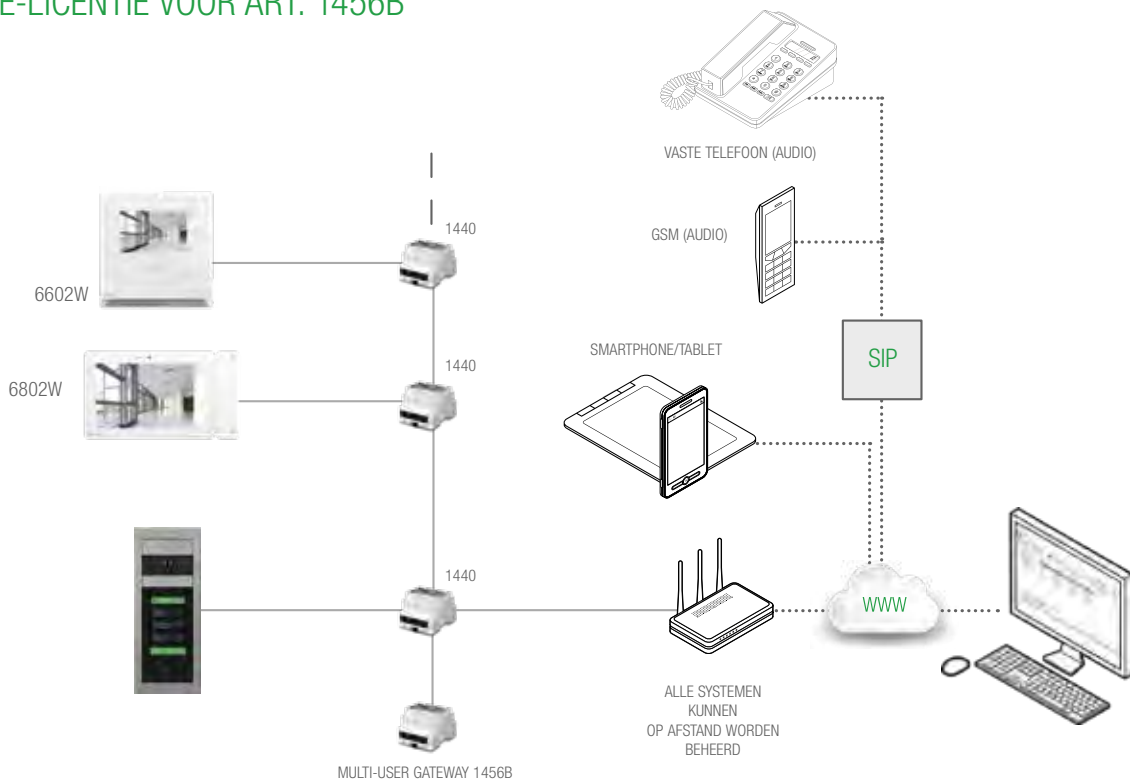 E-LICENTIE VOOR ART. 1456B
VASTE TELEFOON (AUDIO)
1440
GSM (AUDIO)
6602W
SMARTPHONE/TABLET
SIP
1440
6802W
1440
WWW
ALLE SYSTEMEN
KUNNEN
OP AFSTAND WORDEN
BEHEERD
MULTI-USER GATEWAY 1456B